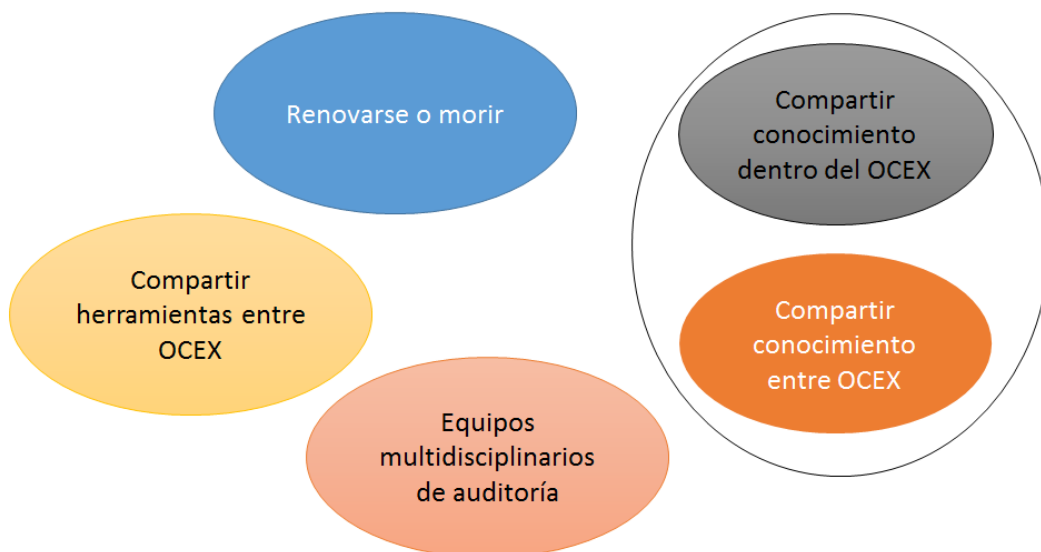 Renovarse o morir
Compartir
conocimiento
dentro del OCEX
Compartir
herramientas entre
OCEX
Compartir
conocimiento
entre OCEX
Equipos
multidisciplinarios
de auditoría